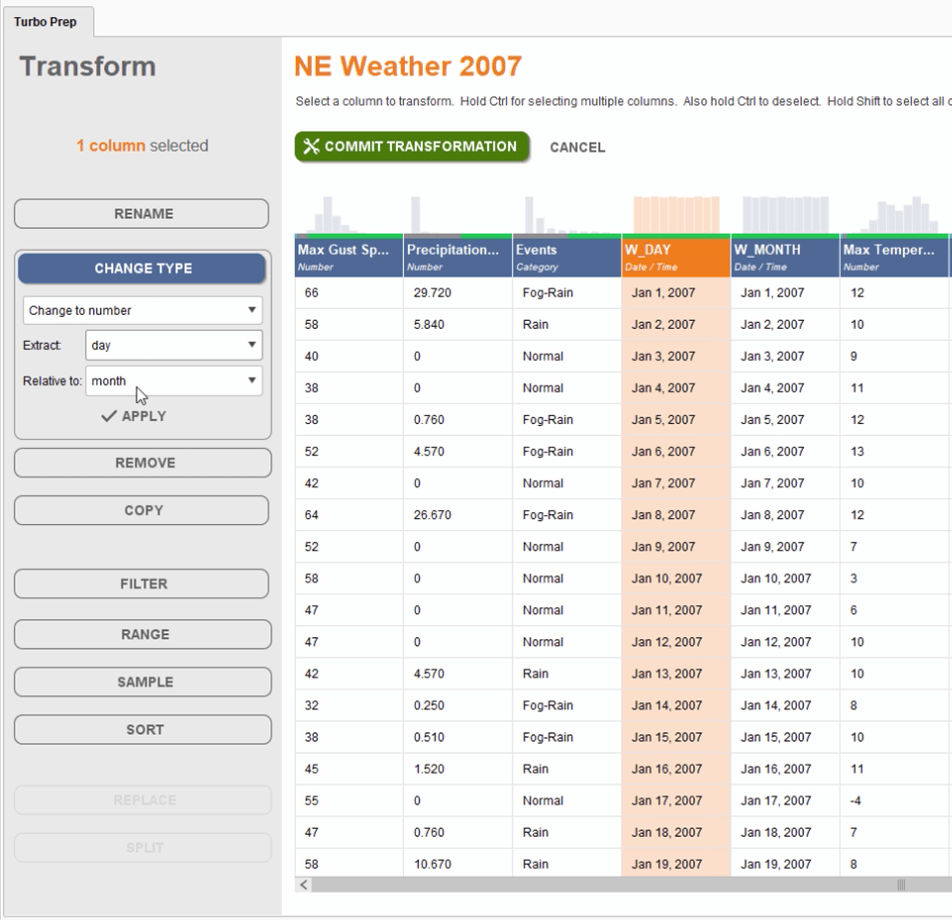 Turbo Prep
Transform
1 column selected
RENAME
CHANGE TYPE
Change to number
Extract: day
Relative to: month
APPLY
REMOVE
COPY
FILTER
RANGE
SAMPLE
SORT
REPLACE
SPLIT
NE Weather 2007
Select a column to transform. Hold Ctrl for selecting multiple columns. Also hold Ctrl to deselect. Hold Shift to select all c
COMMIT TRANSFORMATION CANCEL
Max Gust Sp... Precipitation... Events W_DAY W_MONTH Max Temper...
Number Number Category Date / Time Date / Time Number
66 29.720 Fog-Rain Jan 1, 2007 Jan 1, 2007 12
58 5.840 Rain Jan 2, 2007 Jan 2, 2007 10
40 0 Normal Jan 3, 2007 Jan 3, 2007 9
38 0 Normal Jan 4, 2007 Jan 4, 2007 11
38 0.760 Fog-Rain Jan 5, 2007 Jan 5, 2007 12
52 4.570 Fog-Rain Jan 6, 2007 Jan 6, 2007 13
42 0 Normal Jan 7, 2007 Jan 7, 2007 10
64 26.670 Fog-Rain Jan 8, 2007 Jan 8, 2007 12
52 0 Normal Jan 9, 2007 Jan 9, 2007 7
58 0 Normal Jan 10, 2007 Jan 10, 2007 3
47 0 Normal Jan 11, 2007 Jan 11, 2007 6
47 0 Normal Jan 12, 2007 Jan 12, 2007 10
42 4.570 Rain Jan 13, 2007 Jan 13, 2007 10
32 0.250 Fog-Rain Jan 14, 2007 Jan 14, 2007 8
38 0.510 Fog-Rain Jan 15, 2007 Jan 15, 2007 10
45 1.520 Rain Jan 16, 2007 Jan 16, 2007 11
55 0 Normal Jan 17, 2007 Jan 17, 2007 -4
47 0.760 Rain Jan 18, 2007 Jan 18, 2007 7
58 10.670 Rain Jan 19, 2007 Jan 19, 2007 8